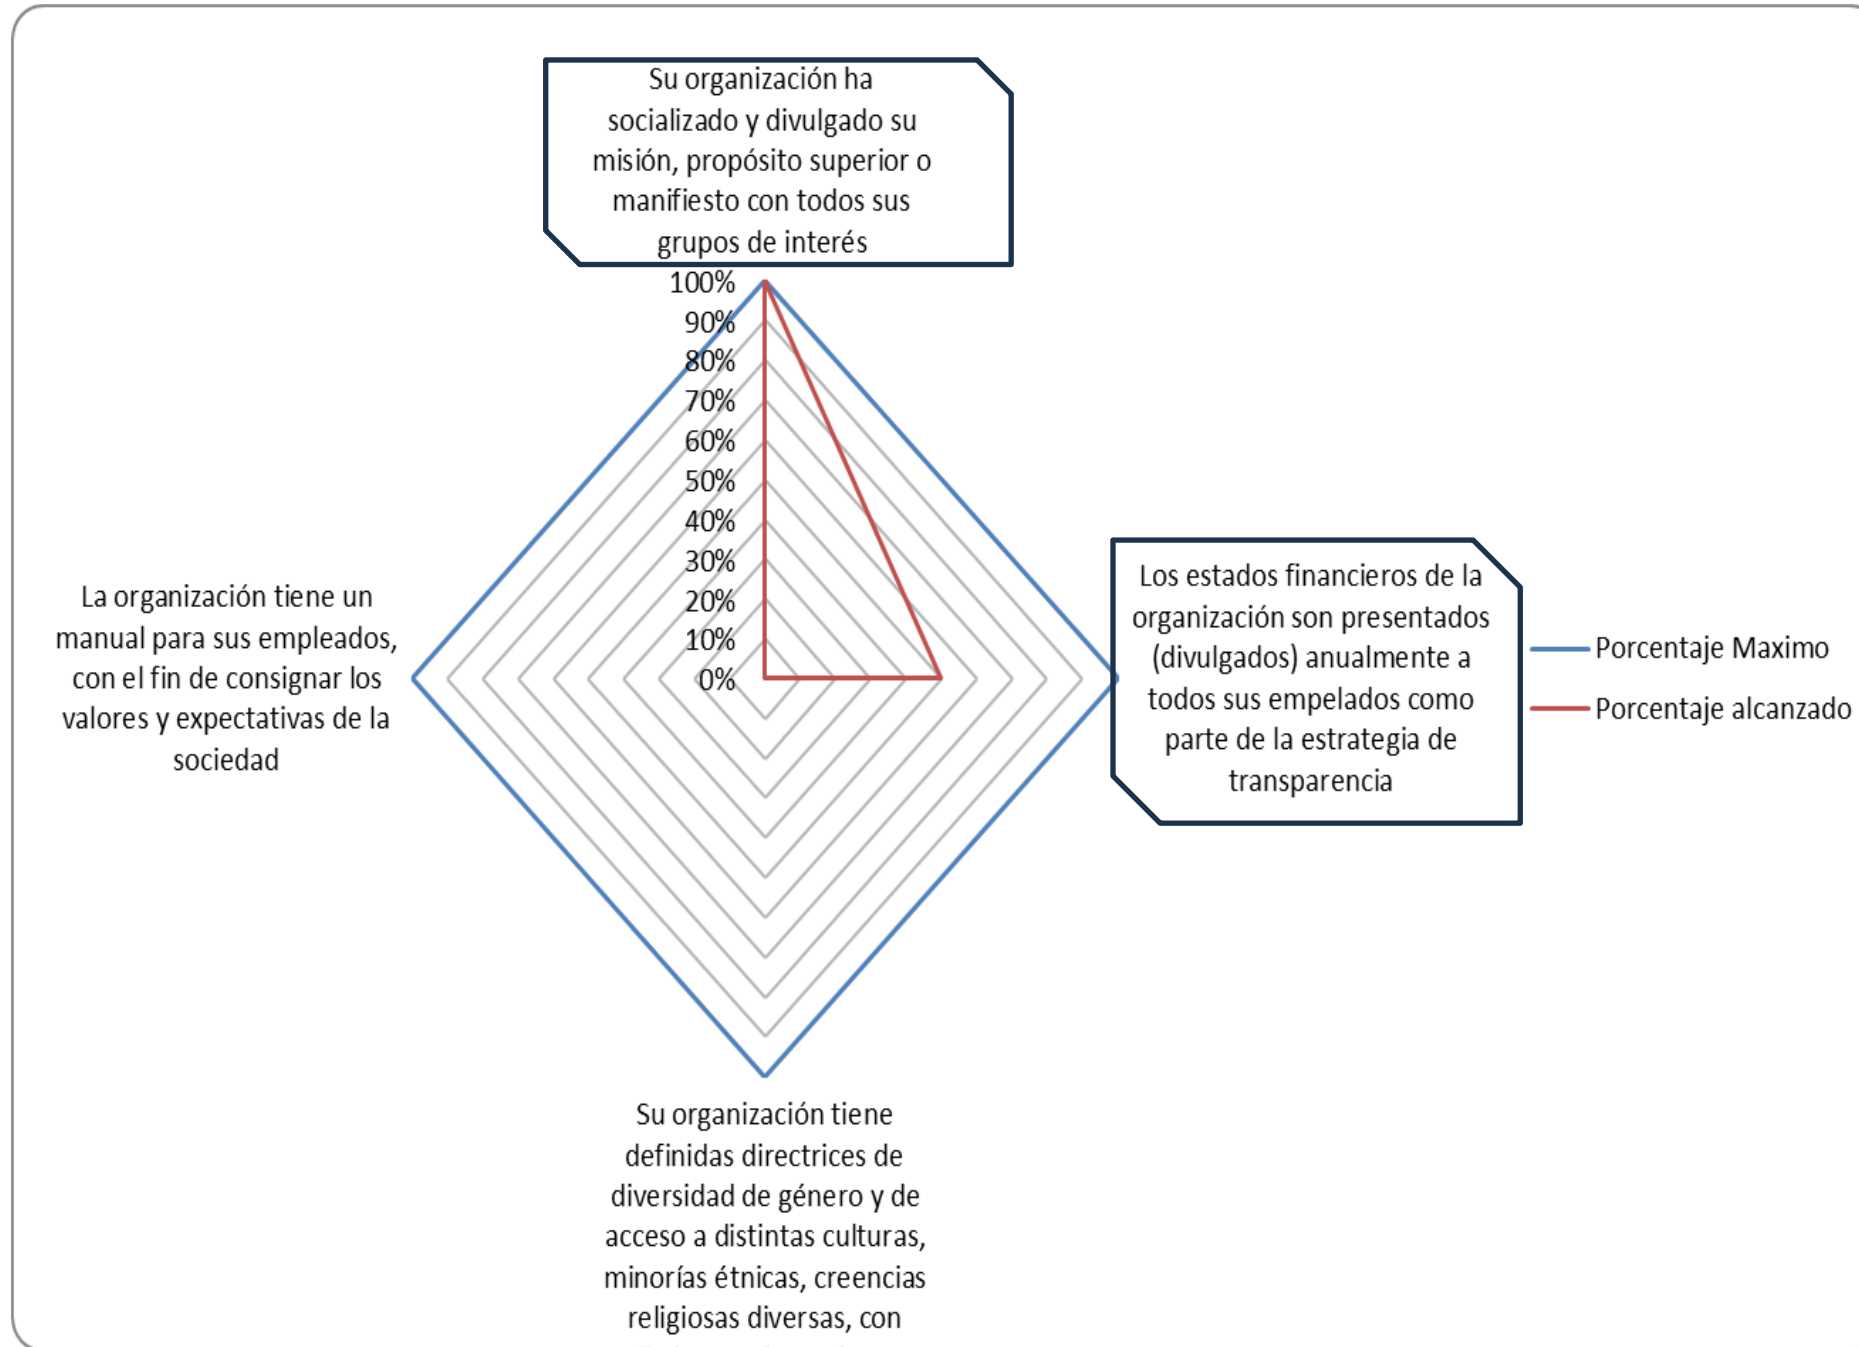 Su organización ha
socializado y divulgado su
misión, propósito superior o
manifiesto con todos sus
grupos de interés
100%
90%
80%
70%
60%
50%
40%
30%
20%
10%
0%
La organización tiene un
manual para sus empleados,
con el fin de consignar los
valores y expectativas de la
sociedad
Los estados financieros de la
organización son presentados
(divulgados) anualmente a
todos sus empelados como
parte de la estrategia de
transparencia
Porcentaje Maximo
Porcentaje alcanzado
Su organización tiene
definidas directrices de
diversidad de género y de
acceso a distintas culturas,
minorías étnicas, creencias
religiosas diversas, con